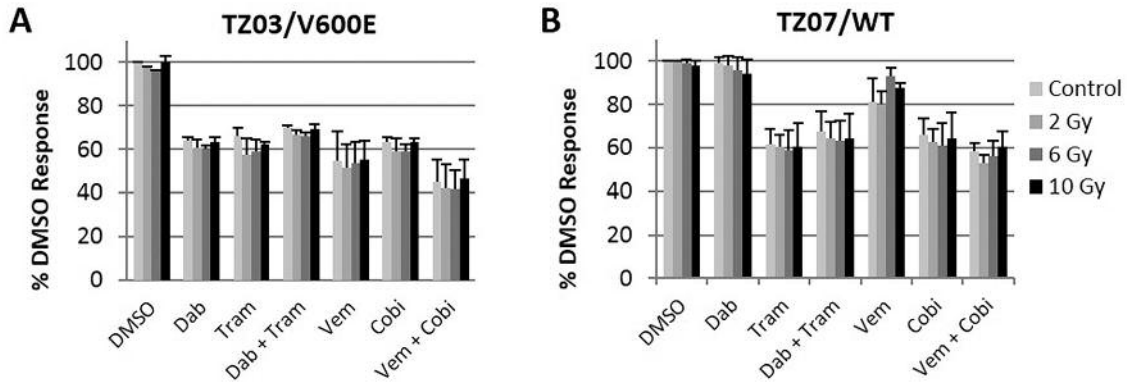 A
TZ03/V600E
% DMSO Response
100
80
60
40
20
0
DMSO
Dab
Tram
Dab + Tram
Vem
Cobi
Vem + Cobi
B
TZ07/WT
% DMSO Response
100
80
60
40
20
0
DMSO
Dab
Tram
Dab + Tram
Vem
Cobi
Vem + Cobi
Control
2 Gy
6 Gy
10 Gy